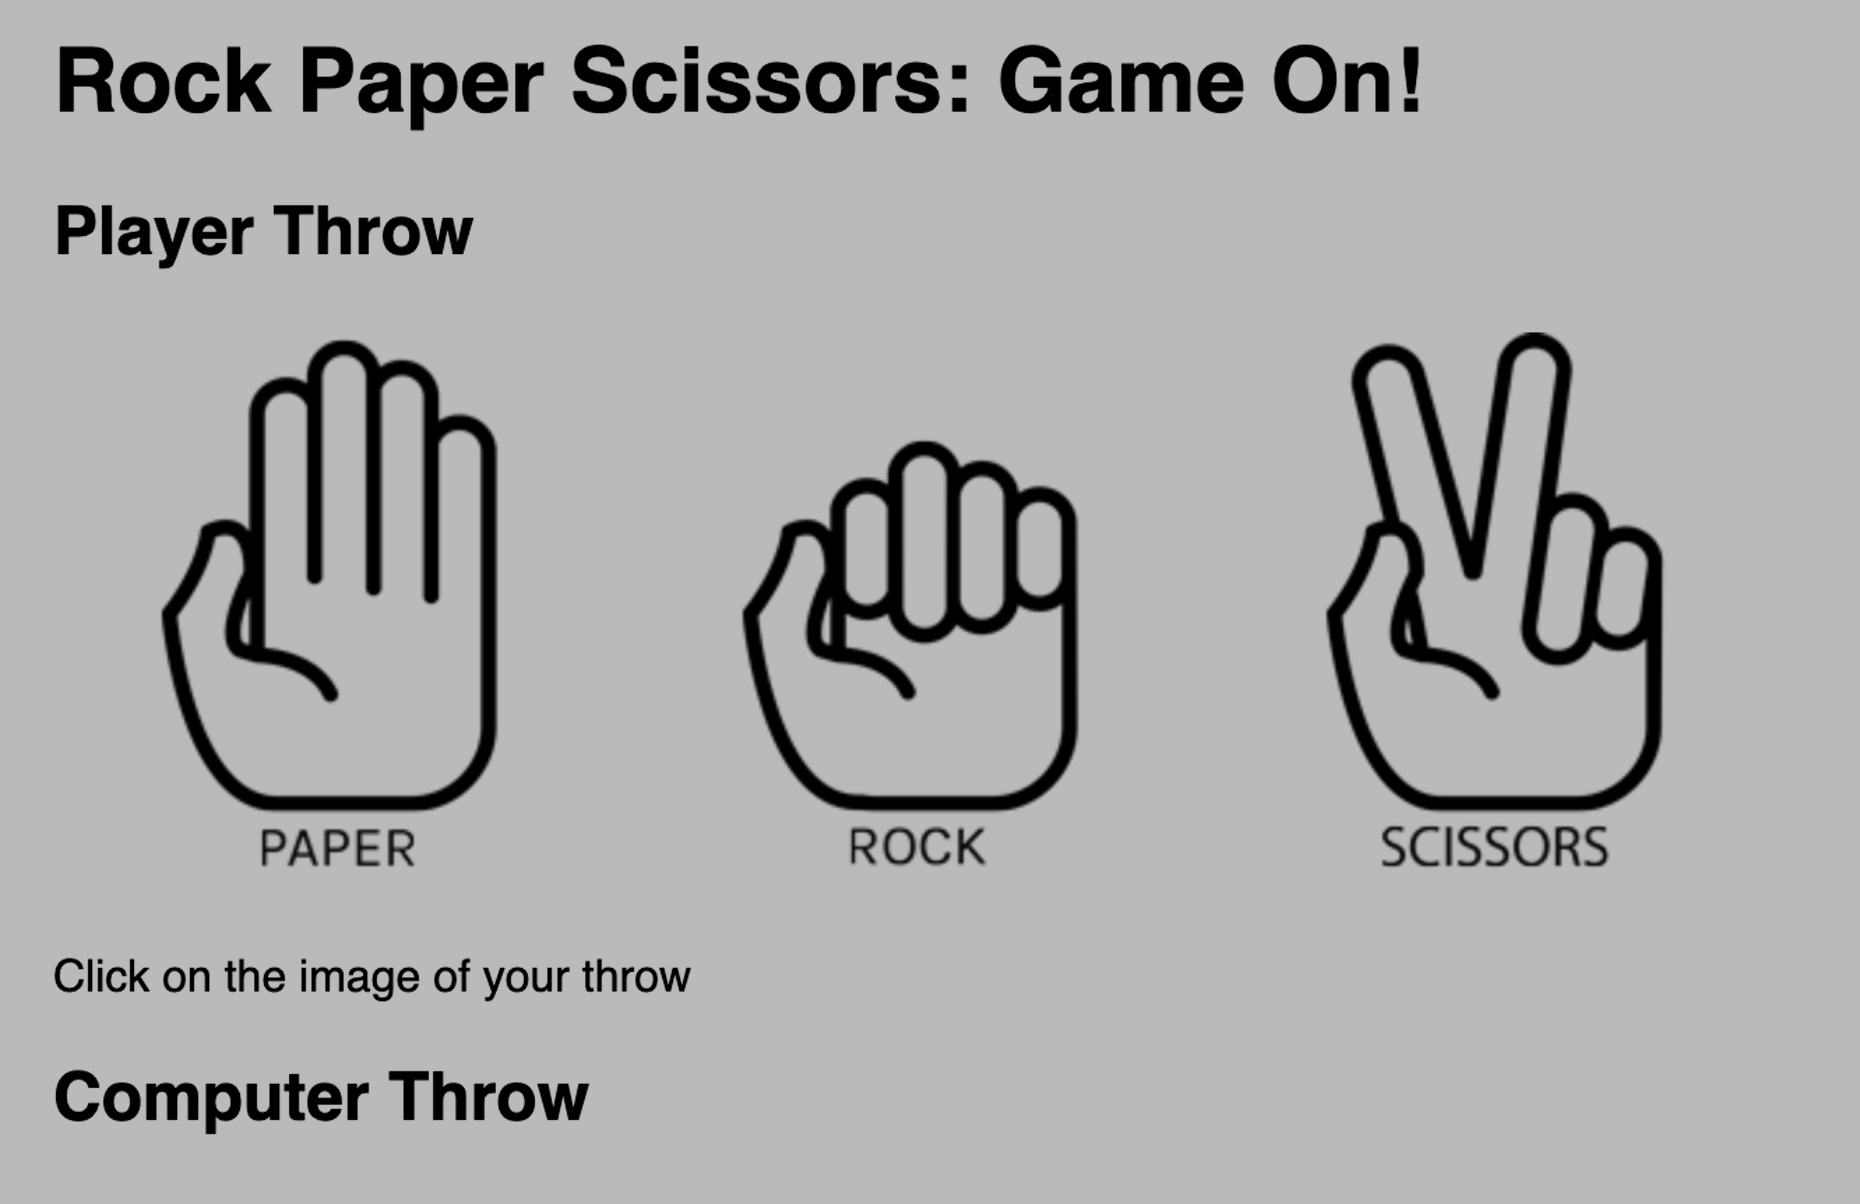 Rock Paper Scissors: Game On!
Player Throw
PAPER
ROCK
SCISSORS
Click on the image of your throw
Computer Throw